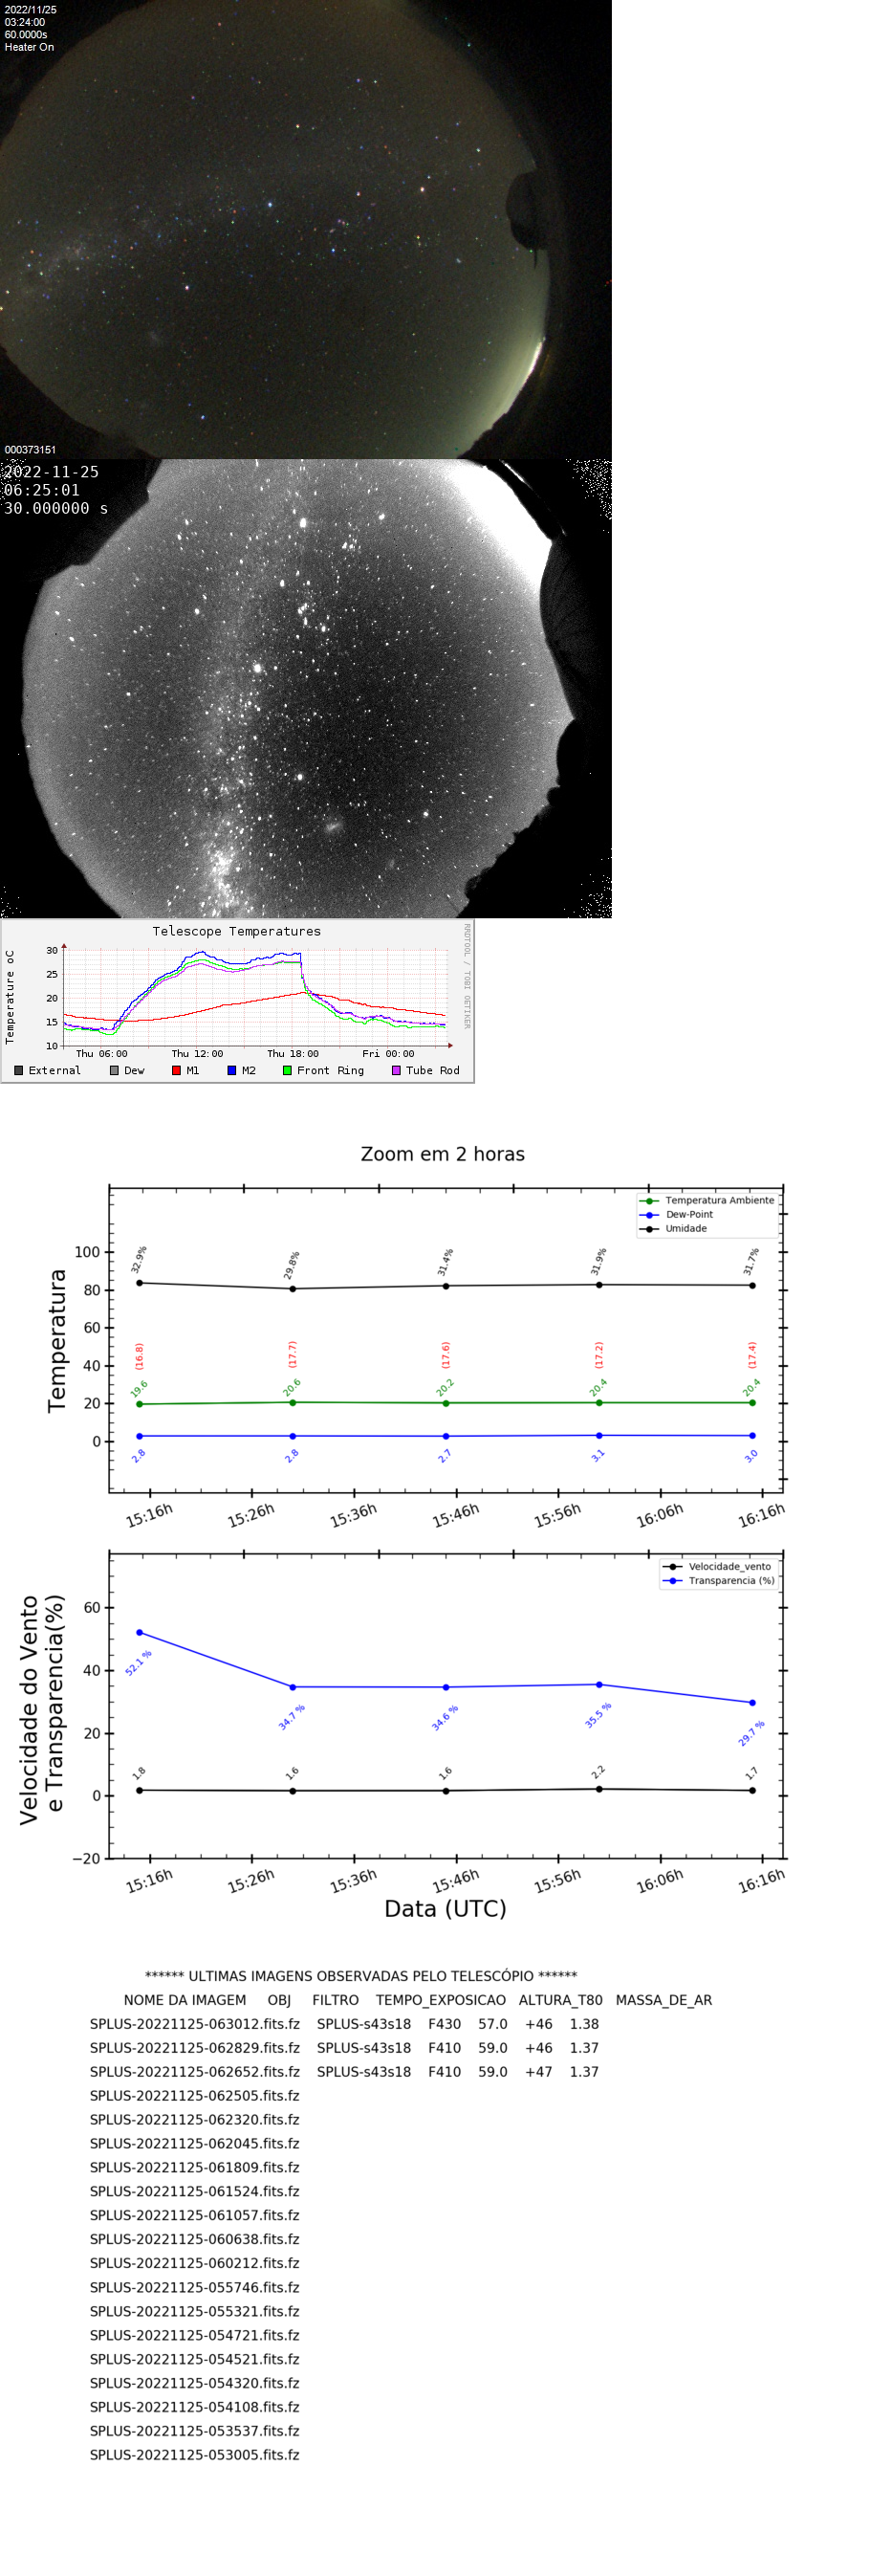 2022/11/25
03:24:00
60.0000s
Heater On
000373151
2022-11-25
06:25:01
30.000000 s
Telescope Temperatures
RRDTOOL / TOBI OETIKER
Temperature oC
30
25
20
15
10
Thu 06:00 Thu 12:00 Thu 18:00 Fri 00:00
External Dew M1 M2 Front Ring Tube Rod
Zoom em 2 horas
Temperatura Ambiente
Dew-Point
Umidade
Temperatura
100
80
60
40
20
0
32.9% 29.8% 31.4% 31.9% 31.7%
(16.8) (17.7) (17.6) (17.2) (17.4)
19.6 20.6 20.2 20.4 20.4
2.8 2.8 2.7 3.1 3.0
15:16h 15:26h 15:36h 15:46h 15:56h 16:06h 16:16h
Velocidade_vento
Transparencia (%)
Velocidade do Vento
e Transparencia(%)
60
40
20
0
−20
52.1 % 34.7 % 34.6 % 35.5 % 29.7 %
1.8 1.6 1.6 2.2 1.7
15:16h 15:26h 15:36h 15:46h 15:56h 16:06h 16:16h
Data (UTC)
****** ULTIMAS IMAGENS OBSERVADAS PELO TELESCÓPIO ******
NOME DA IMAGEM OBJ FILTRO TEMPO_EXPOSICAO ALTURA_T80 MASSA_DE_AR
SPLUS-20221125-063012.fits.fz SPLUS-s43s18 F430 57.0 +46 1.38
SPLUS-20221125-062829.fits.fz SPLUS-s43s18 F410 59.0 +46 1.37
SPLUS-20221125-062652.fits.fz SPLUS-s43s18 F410 59.0 +47 1.37
SPLUS-20221125-062505.fits.fz
SPLUS-20221125-062320.fits.fz
SPLUS-20221125-062045.fits.fz
SPLUS-20221125-061809.fits.fz
SPLUS-20221125-061524.fits.fz
SPLUS-20221125-061057.fits.fz
SPLUS-20221125-060638.fits.fz
SPLUS-20221125-060212.fits.fz
SPLUS-20221125-055746.fits.fz
SPLUS-20221125-055321.fits.fz
SPLUS-20221125-054721.fits.fz
SPLUS-20221125-054521.fits.fz
SPLUS-20221125-054320.fits.fz
SPLUS-20221125-054108.fits.fz
SPLUS-20221125-053537.fits.fz
SPLUS-20221125-053005.fits.fz